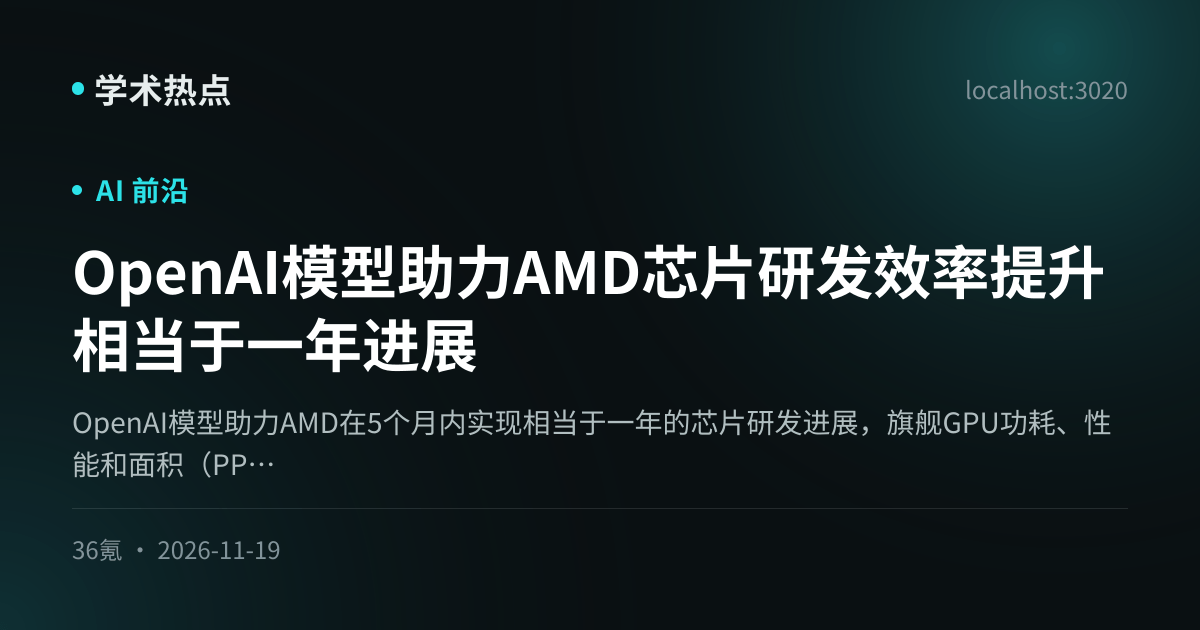 学术热点
localhost:3020
AI 前沿
OpenAI模型助力AMD芯片研发效率提升
相当于一年进展
OpenAI模型助力AMD在5个月内实现相当于一年的芯片研发进展，旗舰GPU功耗、性
能和面积（PP…
36氪 · 2026-11-19